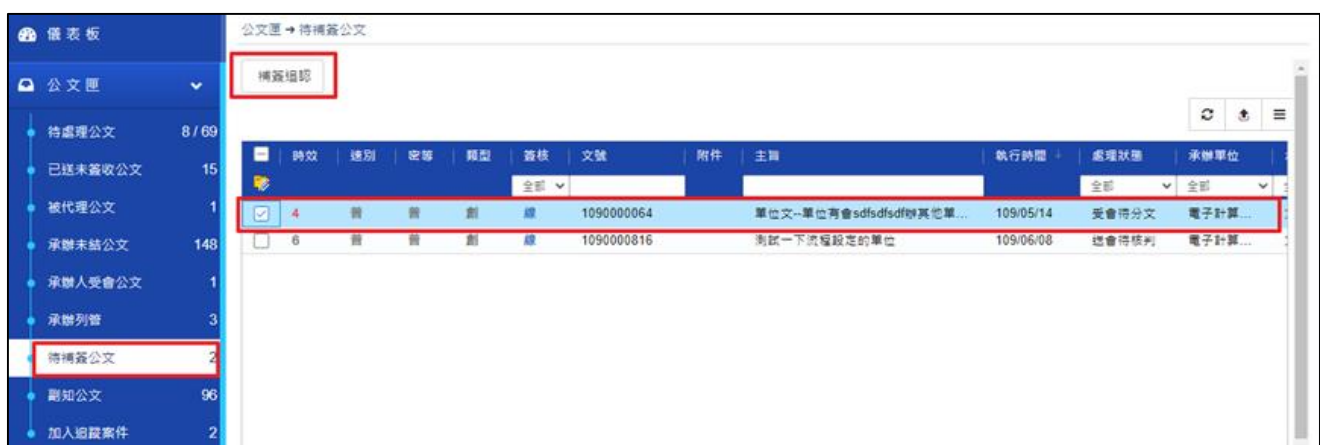 儀表板
公文匣
待處理公文 8 / 69
已送未簽收公文 15
被代理公文 1
承辦未結公文 148
承辦人受會公文 1
承辦列管 3
待補簽公文 2
副知公文 96
加入追蹤案件 2
公文匣 → 待補簽公文
補簽追認
時效 速別 密等 類型 簽核 文號 附件 主旨 執行時間 ↓ 處理狀態 承辦單位
全部 全部 全部
4 普 普 創 線 1090000064 單位文--單位有會sdfsdfsdf辦其他單... 109/05/14 受會待分文 電子計算...
6 普 普 創 線 1090000816 測試一下流程設定的單位 109/06/08 送會待核判 電子計算...